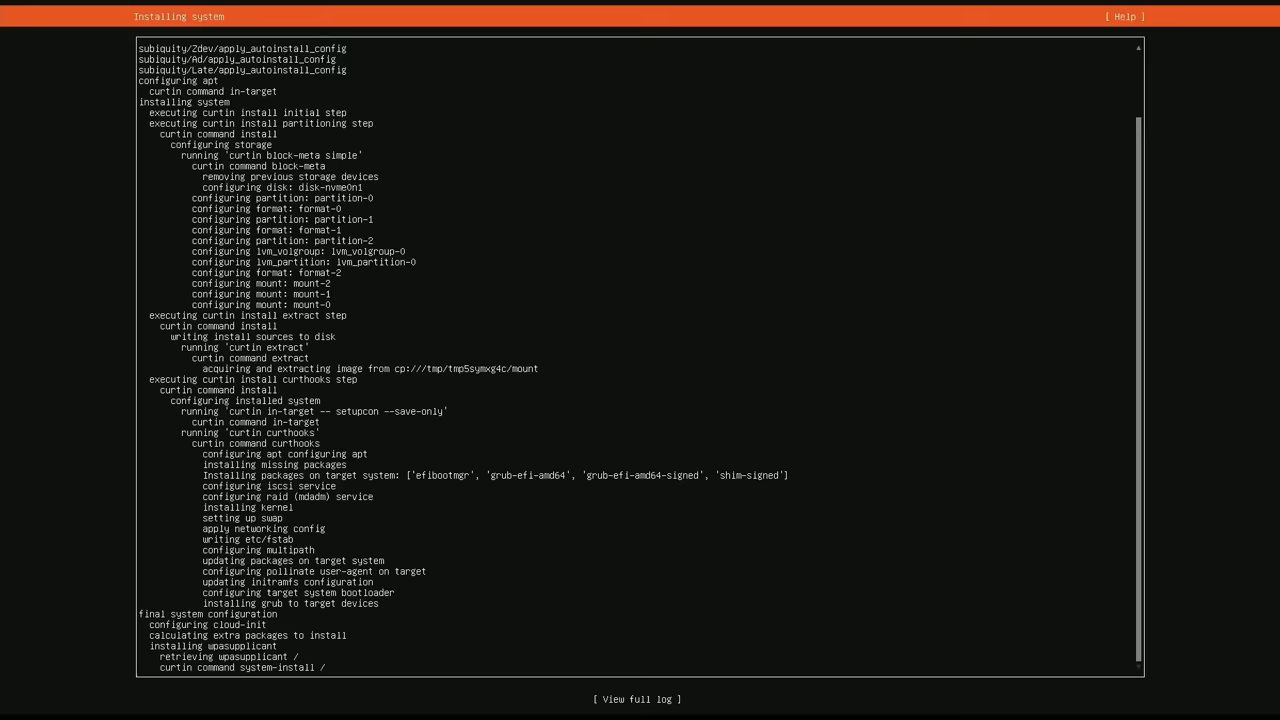 Installing system
[ Help ]
subiquity/Zdev/apply_autoinstall_config
subiquity/Ad/apply_autoinstall_config
subiquity/Late/apply_autoinstall_config
configuring apt
curtin command in-target
installing system
executing curtin install initial step
executing curtin install partitioning step
curtin command install
configuring storage
running 'curtin block-meta simple'
curtin command block-meta
removing previous storage devices
configuring disk: disk-nvme0n1
configuring partition: partition-0
configuring format: format-0
configuring partition: partition-1
configuring format: format-1
configuring partition: partition-2
configuring lvm_volgroup: lvm_volgroup-0
configuring lvm_partition: lvm_partition-0
configuring format: format-2
configuring mount: mount-2
configuring mount: mount-1
configuring mount: mount-0
executing curtin install extract step
curtin command install
writing install sources to disk
running 'curtin extract'
curtin command extract
acquiring and extracting image from cp:///tmp/tmp5symxg4c/mount
executing curtin install curthooks step
curtin command install
configuring installed system
running 'curtin in-target -- setupcon --save-only'
curtin command in-target
running 'curtin curthooks'
curtin command curthooks
configuring apt configuring apt
installing missing packages
Installing packages on target system: ['efibootmgr', 'grub-efi-amd64', 'grub-efi-amd64-signed', 'shim-signed']
configuring iscsi service
configuring raid (mdadm) service
installing kernel
setting up swap
apply networking config
writing etc/fstab
configuring multipath
updating packages on target system
configuring pollinate user-agent on target
updating initramfs configuration
configuring target system bootloader
installing grub to target devices
final system configuration
configuring cloud-init
calculating extra packages to install
installing wpasupplicant
retrieving wpasupplicant /
curtin command system-install /
[ View full log ]